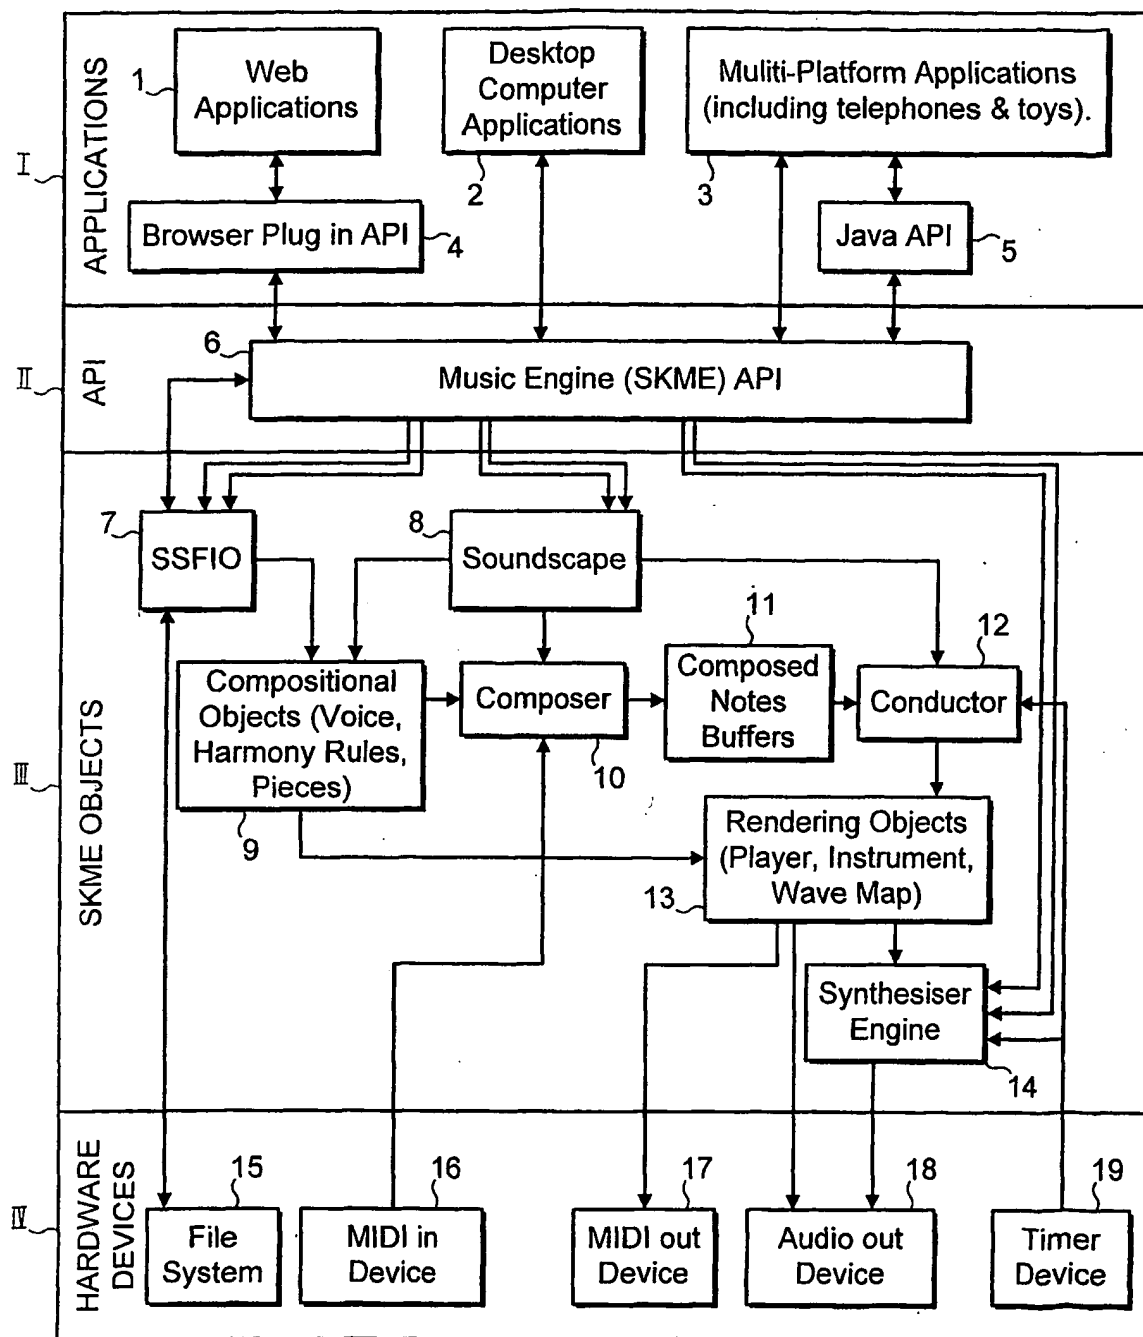 I
APPLICATIONS
1
Web
Applications
Desktop
Computer
Applications
2
Muliti-Platform Applications
(including telephones & toys).
3
Browser Plug in API
4
Java API
5
II
API
6
Music Engine (SKME) API
III
SKME OBJECTS
7
SSFIO
8
Soundscape
Compositional
Objects (Voice,
Harmony Rules,
Pieces)
9
Composer
10
11
Composed
Notes
Buffers
12
Conductor
Rendering Objects
(Player, Instrument,
Wave Map)
13
Synthesiser
Engine
14
IV
HARDWARE
DEVICES
15
File
System
16
MIDI in
Device
17
MIDI out
Device
18
Audio out
Device
19
Timer
Device